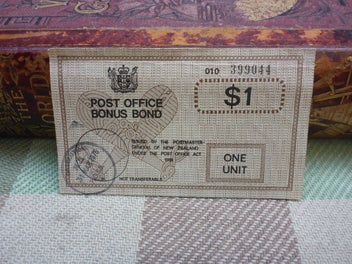 010 399044
$1
POST OFFICE
BONUS BOND
ISSUED BY THE POSTMASTER-
GENERAL OF NEW ZEALAND
UNDER THE POST OFFICE ACT
ONE
UNIT
NOT TRANSFERABLE